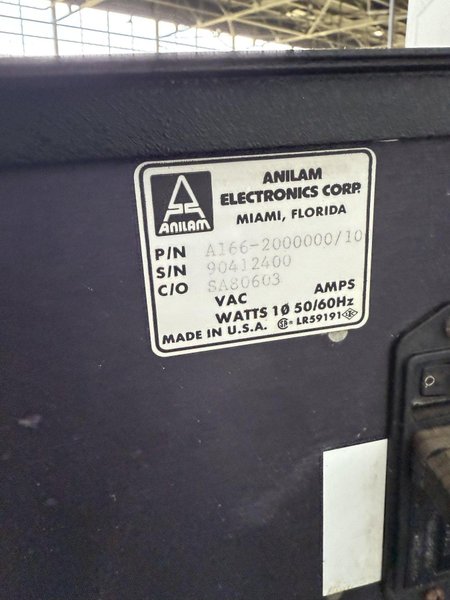 ANILAM
ANILAM
ELECTRONICS CORP.
MIAMI, FLORIDA
P/N A166-2000000/10
S/N 90412400
C/O SA80603
VAC AMPS
WATTS 1Ø 50/60Hz
MADE IN U.S.A. LR59191